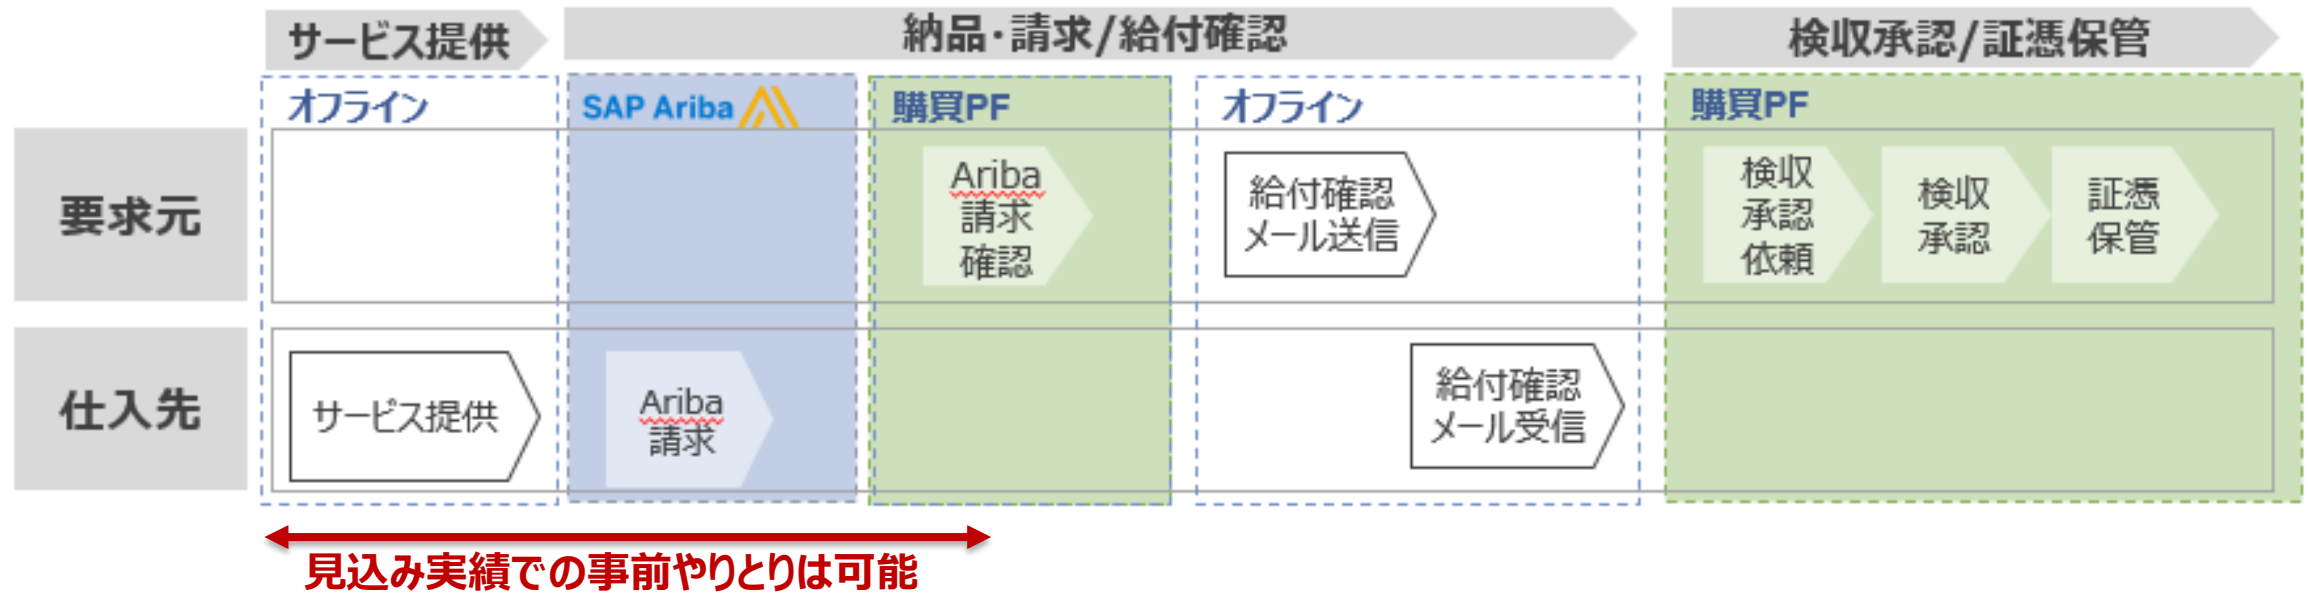 サービス提供
納品・請求/給付確認
検収承認/証憑保管
オフライン
SAP Ariba
購買PF
オフライン
購買PF
要求元
Ariba
請求
確認
給付確認
メール送信
検収
承認
依頼
検収
承認
証憑
保管
仕入先
サービス提供
Ariba
請求
給付確認
メール受信
見込み実績での事前やりとりは可能